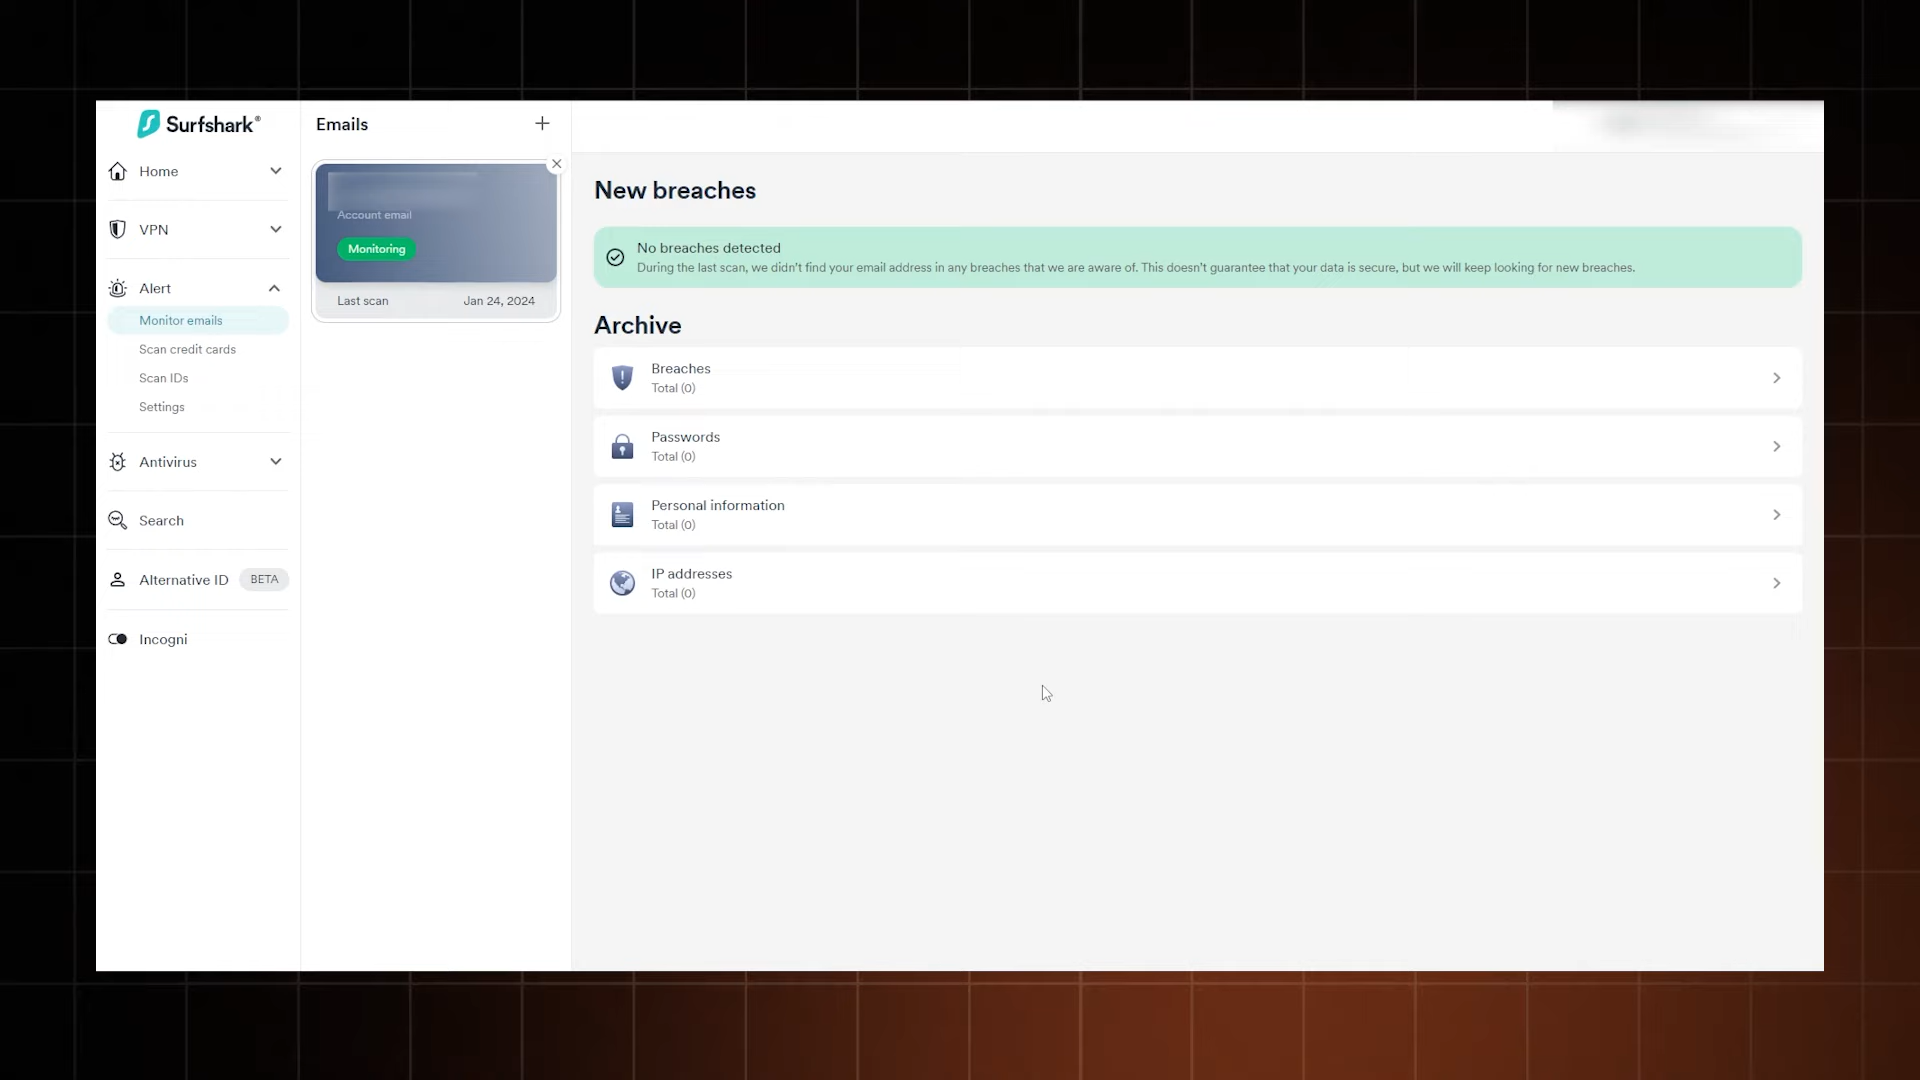 Surfshark®
Home
VPN
Alert
Monitor emails
Scan credit cards
Scan IDs
Settings
Antivirus
Search
Alternative ID BETA
Incogni
Emails
Account email
Monitoring
Last scan Jan 24, 2024
New breaches
No breaches detected
During the last scan, we didn't find your email address in any breaches that we are aware of. This doesn't guarantee that your data is secure, but we will keep looking for new breaches.
Archive
Breaches
Total (0)
Passwords
Total (0)
Personal information
Total (0)
IP addresses
Total (0)